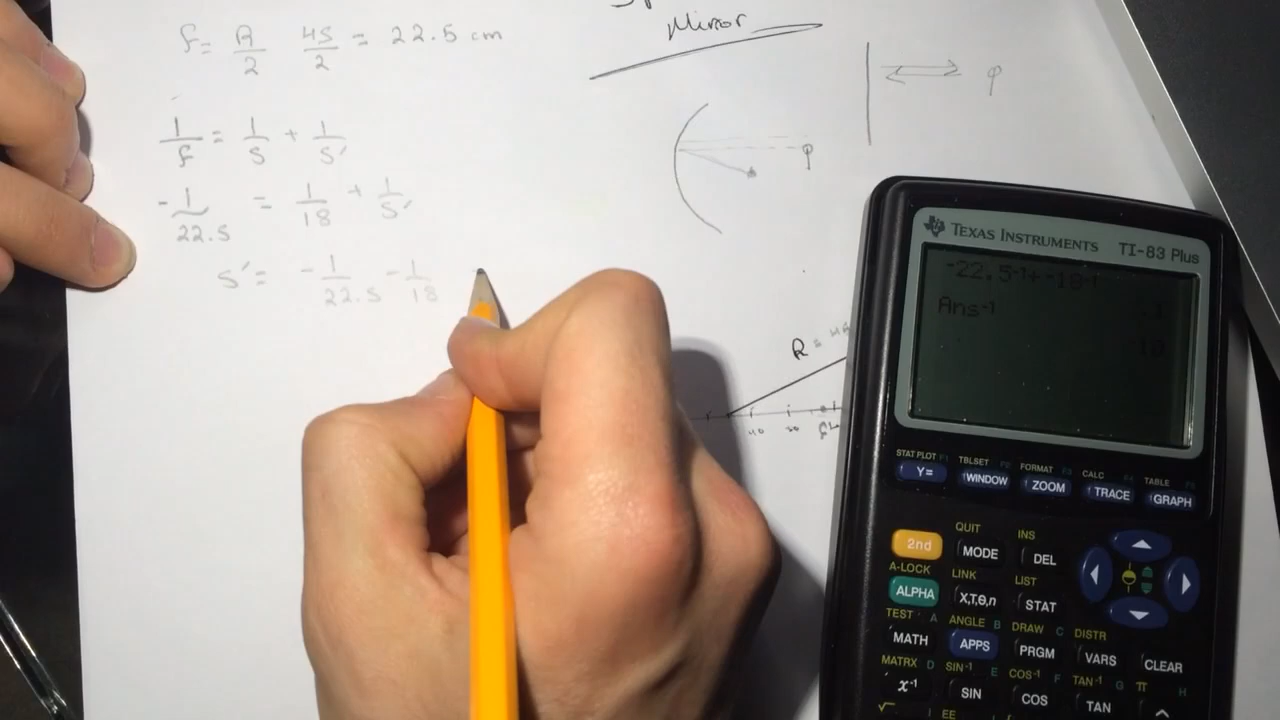 Mirror
f = R/2 45/2 = 22.5 cm
1/f = 1/s + 1/s'
-1/22.5 = 1/18 + 1/s'
s' = -1/22.5 -1/18
φ
φ
R =
40
TEXAS INSTRUMENTS TI-83 Plus
-22.5⁻¹+-18⁻¹
.1
Ans⁻¹
10
STAT PLOT F1 TBLSET F2 FORMAT F3 CALC F4 TABLE F5
Y= WINDOW ZOOM TRACE GRAPH
QUIT INS
2nd MODE DEL
A-LOCK LINK LIST
ALPHA X,T,Θ,n STAT
TEST A ANGLE B DRAW C DISTR
MATH APPS PRGM VARS CLEAR
MATRX D SIN⁻¹ E COS⁻¹ F TAN⁻¹ G π H
x⁻¹ SIN COS TAN ^
√ I EE